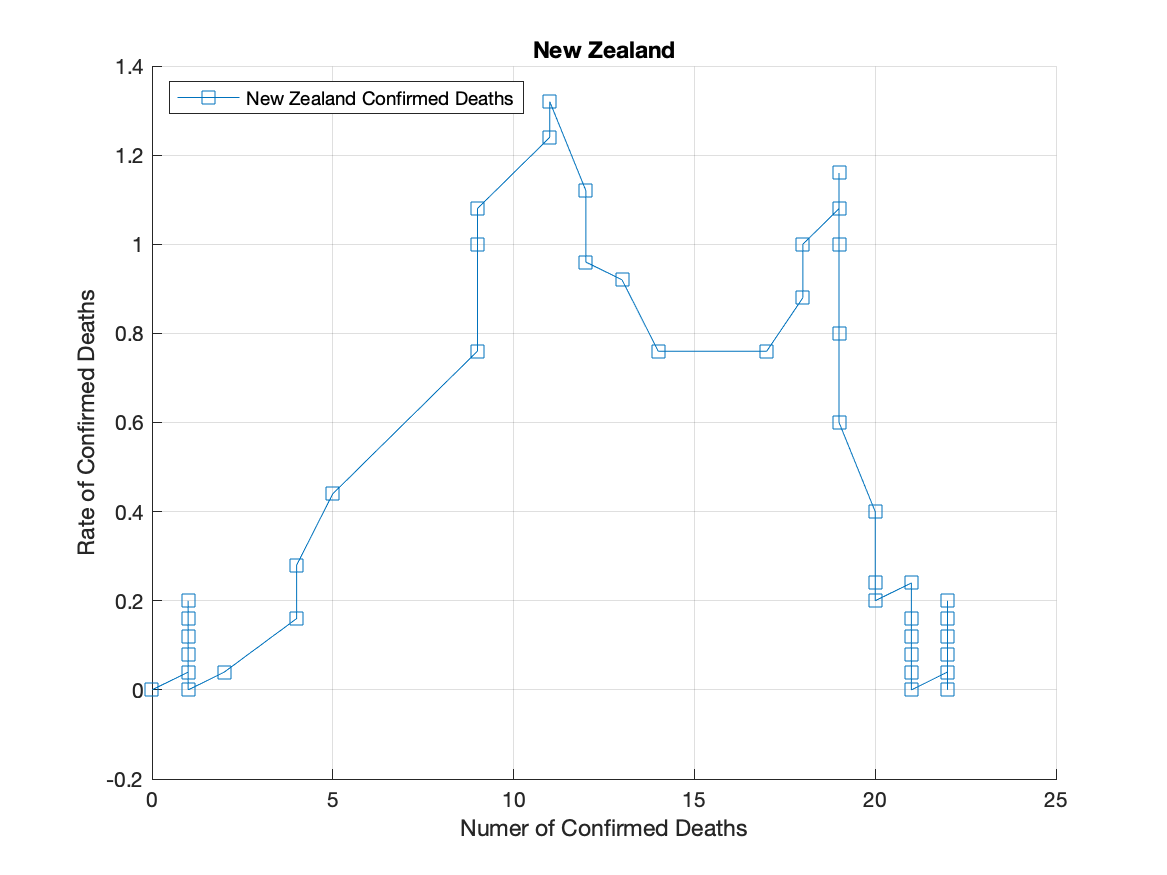 New Zealand
New Zealand Confirmed Deaths
1.4
1.2
1
0.8
0.6
0.4
0.2
0
-0.2
Rate of Confirmed Deaths
0 5 10 15 20 25
Numer of Confirmed Deaths